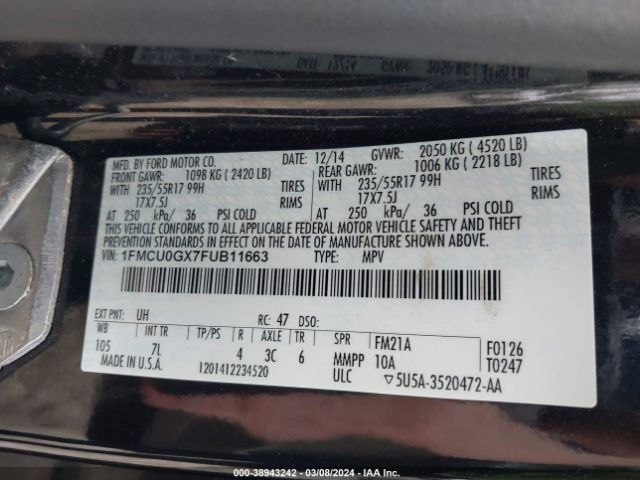 MFD. BY FORD MOTOR CO.
DATE: 12/14 GVWR: 2050 KG ( 4520 LB)
FRONT GAWR: 1098 KG ( 2420 LB) REAR GAWR: 1006 KG ( 2218 LB)
WITH 235/55R17 99H TIRES WITH 235/55R17 99H TIRES
17X7.5J RIMS 17X7.5J RIMS
AT 250 kPa/ 36 PSI COLD AT 250 kPa/ 36 PSI COLD
THIS VEHICLE CONFORMS TO ALL APPLICABLE FEDERAL MOTOR VEHICLE SAFETY AND THEFT
PREVENTION STANDARDS IN EFFECT ON THE DATE OF MANUFACTURE SHOWN ABOVE.
VIN: 1FMCU0GX7FUB11663 TYPE: MPV
EXT PNT: UH RC: 47 DSO:
WB INT TR TP/PS R AXLE TR SPR FM21A F0126
105 7L 4 3C 6 MMPP 10A T0247
MADE IN U.S.A. 1201412234520 ULC ▽5U5A-3520472-AA
000-38943242 - 03/08/2024 - IAA Inc.